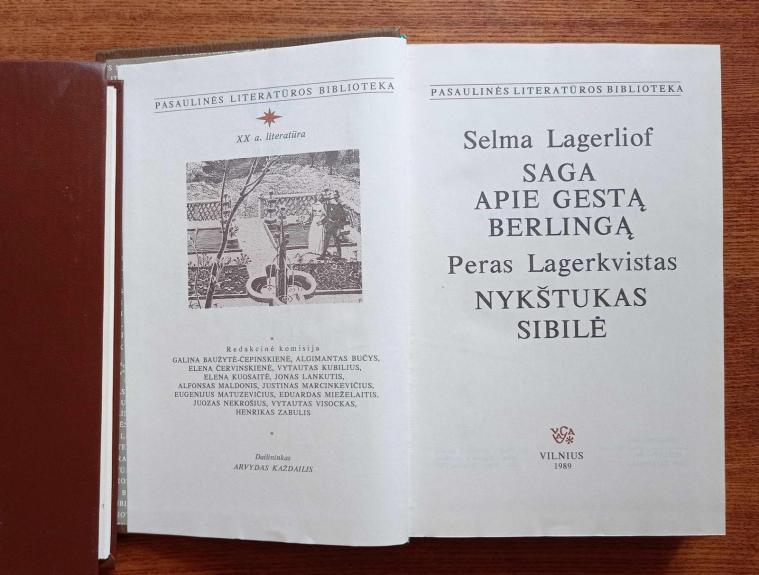 PASAULINĖS LITERATŪROS BIBLIOTEKA
XX a. literatūra
Redakcinė komisija
GALINA BAUŽYTĖ-ČEPINSKIENĖ, ALGIMANTAS BUČYS,
ELENA ČERVINSKIENĖ, VYTAUTAS KUBILIUS,
ELENA KUOSAITĖ, JONAS LANKUTIS,
ALFONSAS MALDONIS, JUSTINAS MARCINKEVIČIUS,
EUGENIJUS MATUZEVIČIUS, EDUARDAS MIEŽELAITIS,
JUOZAS NEKROŠIUS, VYTAUTAS VISOCKAS,
HENRIKAS ZABULIS
Dailininkas
ARVYDAS KAŽDAILIS
PASAULINĖS LITERATŪROS BIBLIOTEKA
Selma Lagerliof
SAGA
APIE GESTĄ
BERLINGĄ
Peras Lagerkvistas
NYKŠTUKAS
SIBILĖ
VILNIUS
1989